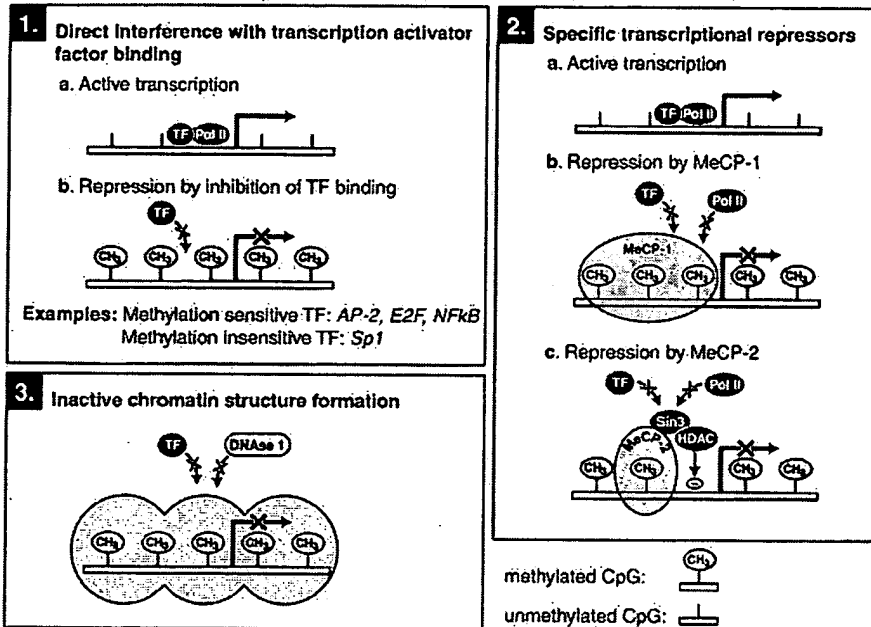 1. Direct Interference with transcription activator
factor binding
a. Active transcription
TF Pol II
b. Repression by inhibition of TF binding
TF
CH3 CH3 CH3 CH3 CH3
Examples: Methylation sensitive TF: AP-2, E2F, NFkB
Methylation insensitive TF: Sp1
2. Specific transcriptional repressors
a. Active transcription
TF Pol II
b. Repression by MeCP-1
TF Pol II
MeCP-1
CH3 CH3 CH3 CH3 CH3
c. Repression by MeCP-2
TF Pol II
Sin3
MeCP-2 HDAC
CH3 CH3 CH3 CH3
−
3. Inactive chromatin structure formation
TF DNAse 1
CH3 CH3 CH3 CH3 CH3
CH3
methylated CpG:
unmethylated CpG: